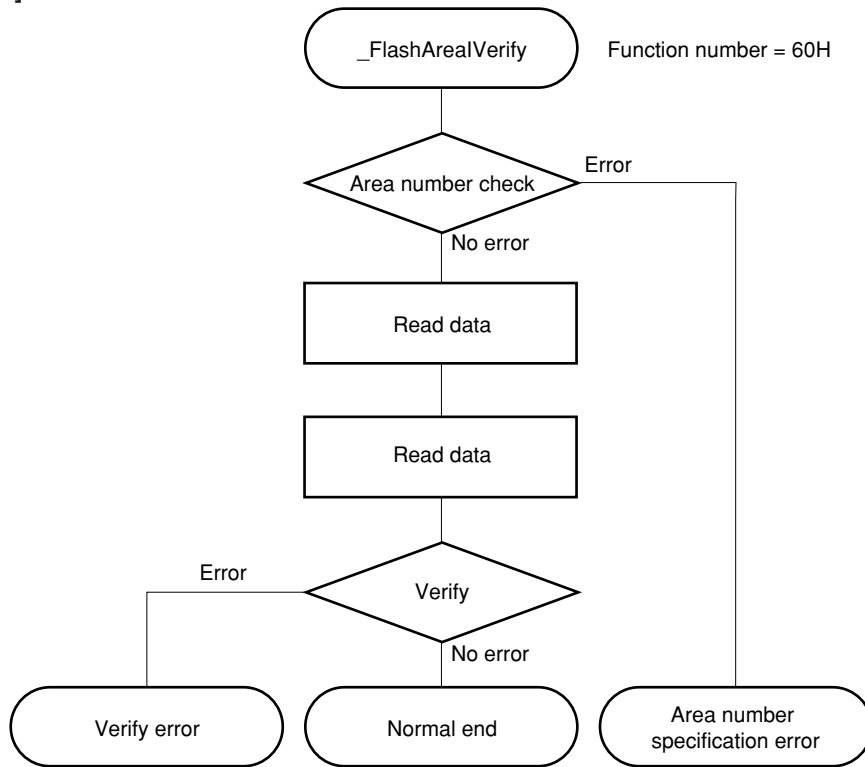 ]
_FlashAreaIVerify
Function number = 60H
Area number check
Error
No error
Read data
Read data
Error
Verify
No error
Verify error
Normal end
Area number
specification error